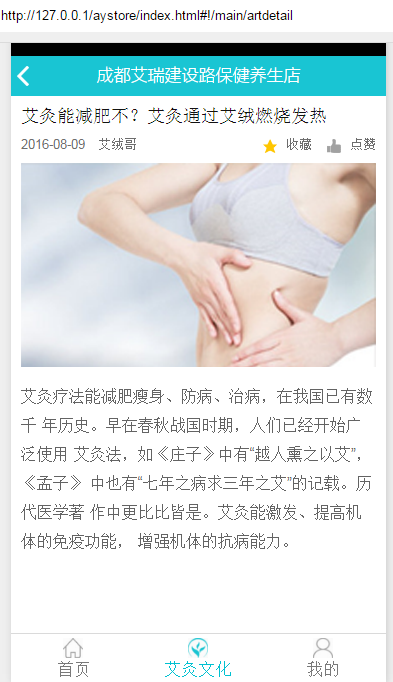 http://127.0.0.1/aystore/index.html#!/main/artdetail
成都艾瑞建设路保健养生店
艾灸能减肥不？艾灸通过艾绒燃烧发热
2016-08-09 艾绒哥 收藏 点赞
艾灸疗法能减肥瘦身、防病、治病，在我国已有数
千 年历史。早在春秋战国时期，人们已经开始广
泛使用 艾灸法，如《庄子》中有“越人熏之以艾”，
《孟子》 中也有“七年之病求三年之艾”的记载。历
代医学著 作中更比比皆是。艾灸能激发、提高机
体的免疫功能， 增强机体的抗病能力。
首页 艾灸文化 我的